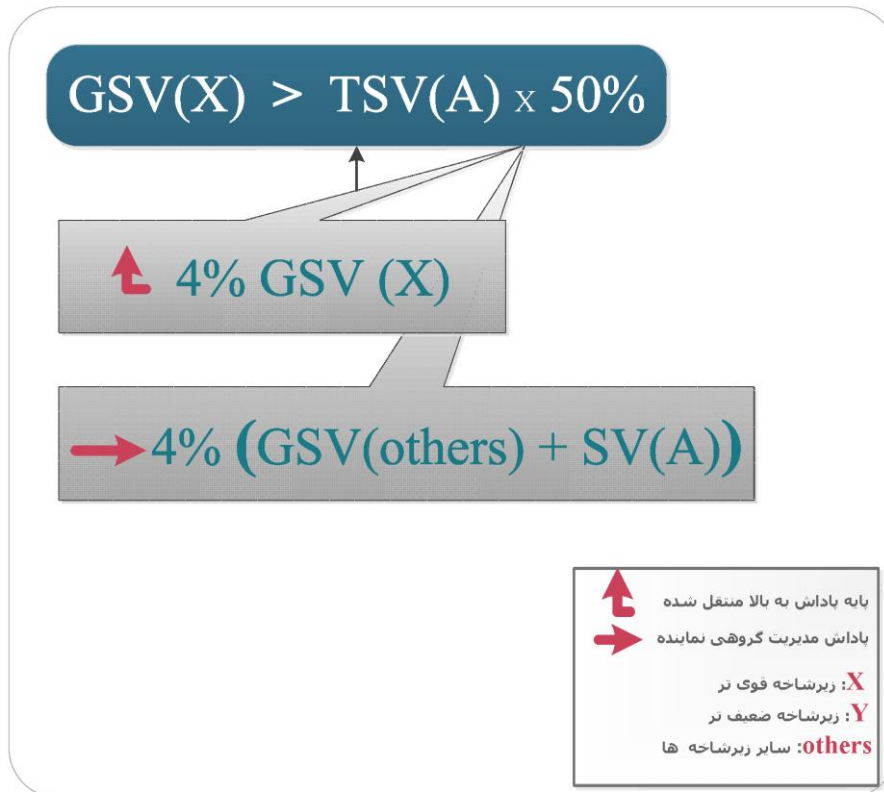 GSV(X) > TSV(A) x 50%
4% GSV (X)
4% (GSV(others) + SV(A))
پایه پاداش به بالا منتقل شده
پاداش مدیریت گروهی نماینده
X: زیرشاخه قوی تر
Y: زیرشاخه ضعیف تر
others: سایر زیرشاخه ها